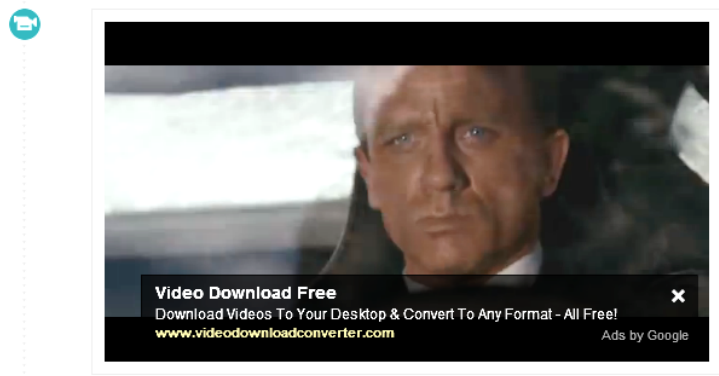 Video Download Free
Download Videos To Your Desktop & Convert To Any Format - All Free!
www.videodownloadconverter.com
Ads by Google